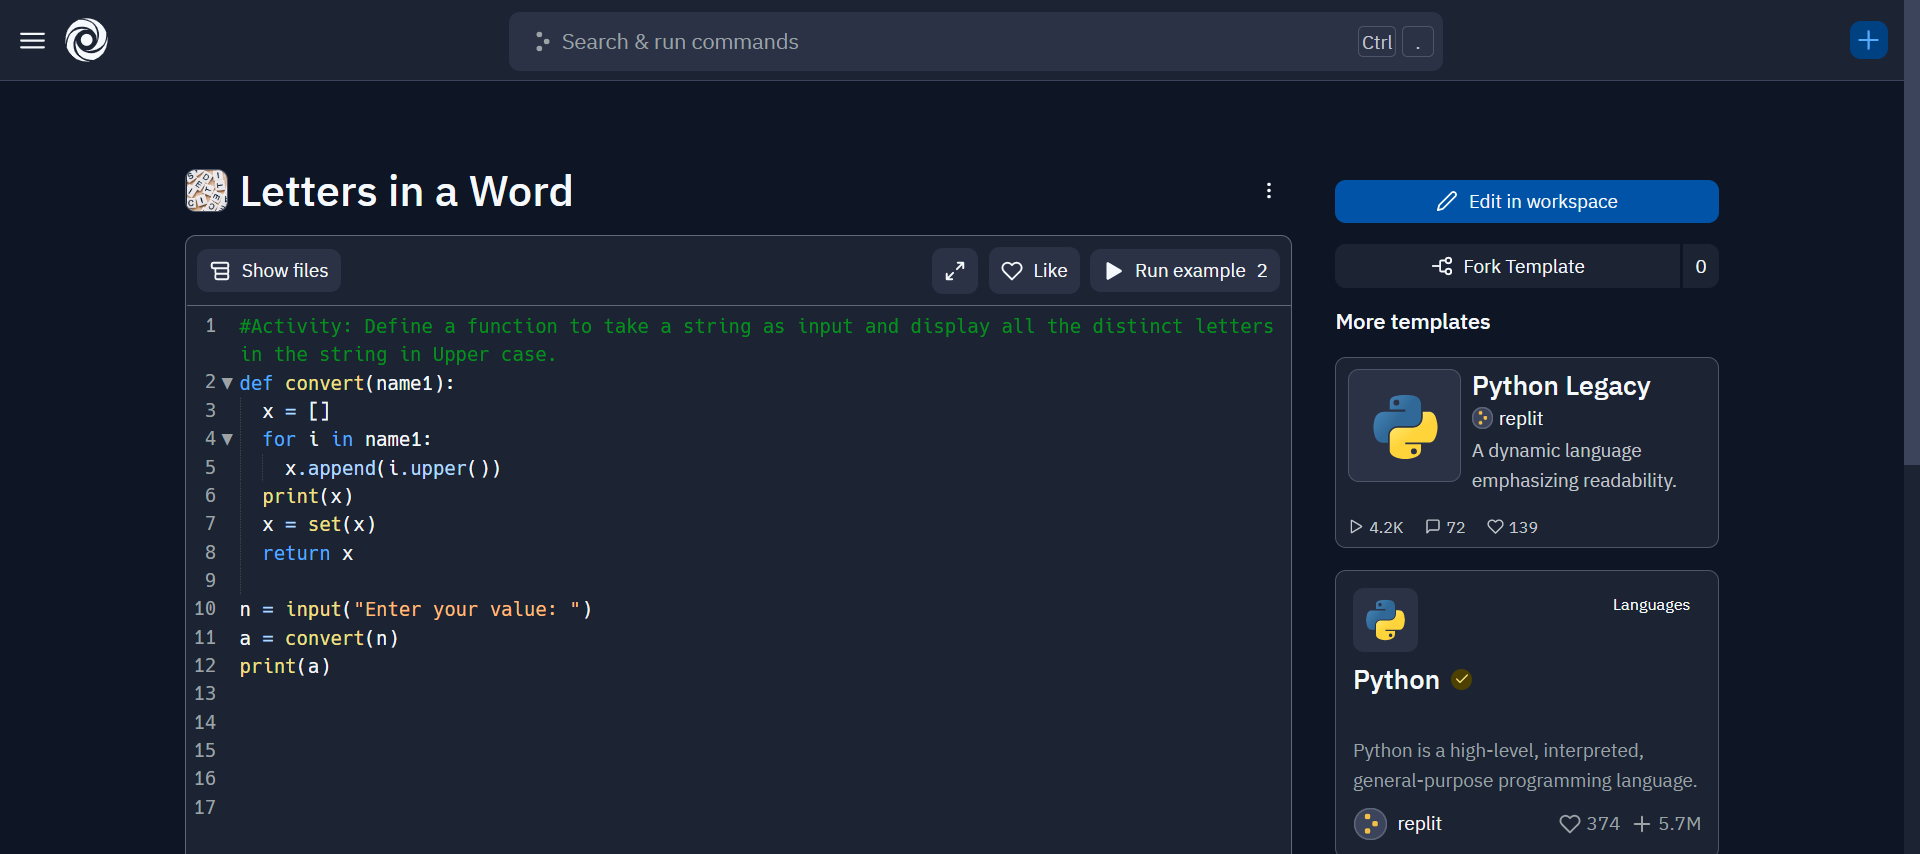 Search & run commands
Ctrl .
Letters in a Word
Show files
Like
Run example 2
1 #Activity: Define a function to take a string as input and display all the distinct letters
in the string in Upper case.
2 def convert(name1):
3 x = []
4 for i in name1:
5 x.append(i.upper())
6 print(x)
7 x = set(x)
8 return x
9
10 n = input("Enter your value: ")
11 a = convert(n)
12 print(a)
13
14
15
16
17
Edit in workspace
Fork Template 0
More templates
Python Legacy
replit
A dynamic language
emphasizing readability.
4.2K 72 139
Languages
Python
Python is a high-level, interpreted,
general-purpose programming language.
replit 374 5.7M